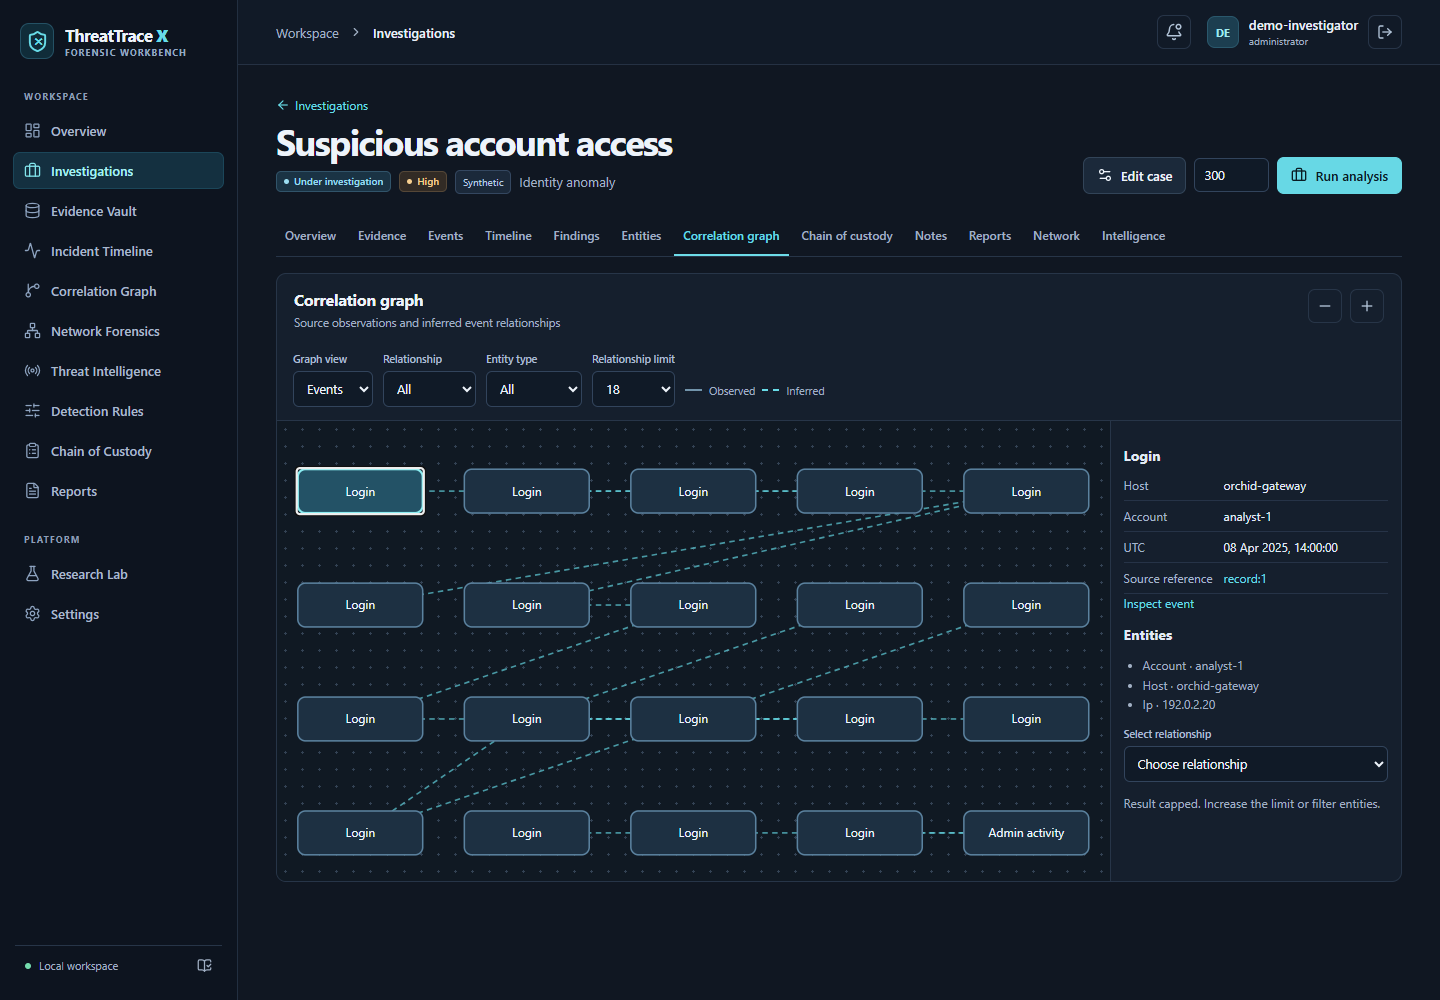 ThreatTrace X
FORENSIC WORKBENCH
WORKSPACE
Overview
Investigations
Evidence Vault
Incident Timeline
Correlation Graph
Network Forensics
Threat Intelligence
Detection Rules
Chain of Custody
Reports
PLATFORM
Research Lab
Settings
Local workspace
Workspace > Investigations
DE
demo-investigator
administrator
← Investigations
Suspicious account access
Under investigation High Synthetic Identity anomaly
Edit case 300 Run analysis
Overview Evidence Events Timeline Findings Entities Correlation graph Chain of custody Notes Reports Network Intelligence
Correlation graph
Source observations and inferred event relationships
Graph view Relationship Entity type Relationship limit
Events All All 18 Observed Inferred
Login Login Login Login Login
Login Login Login Login Login
Login Login Login Login Login
Login Login Login Login Admin activity
Login
Host orchid-gateway
Account analyst-1
UTC 08 Apr 2025, 14:00:00
Source reference record:1
Inspect event
Entities
• Account · analyst-1
• Host · orchid-gateway
• Ip · 192.0.2.20
Select relationship
Choose relationship
Result capped. Increase the limit or filter entities.